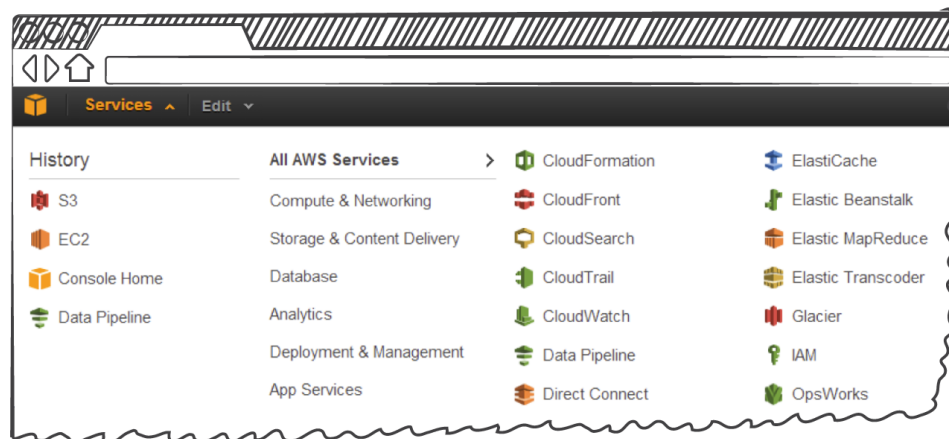 Services Edit
History
S3
EC2
Console Home
Data Pipeline
All AWS Services
Compute & Networking
Storage & Content Delivery
Database
Analytics
Deployment & Management
App Services
CloudFormation
CloudFront
CloudSearch
CloudTrail
CloudWatch
Data Pipeline
Direct Connect
ElastiCache
Elastic Beanstalk
Elastic MapReduce
Elastic Transcoder
Glacier
IAM
OpsWorks